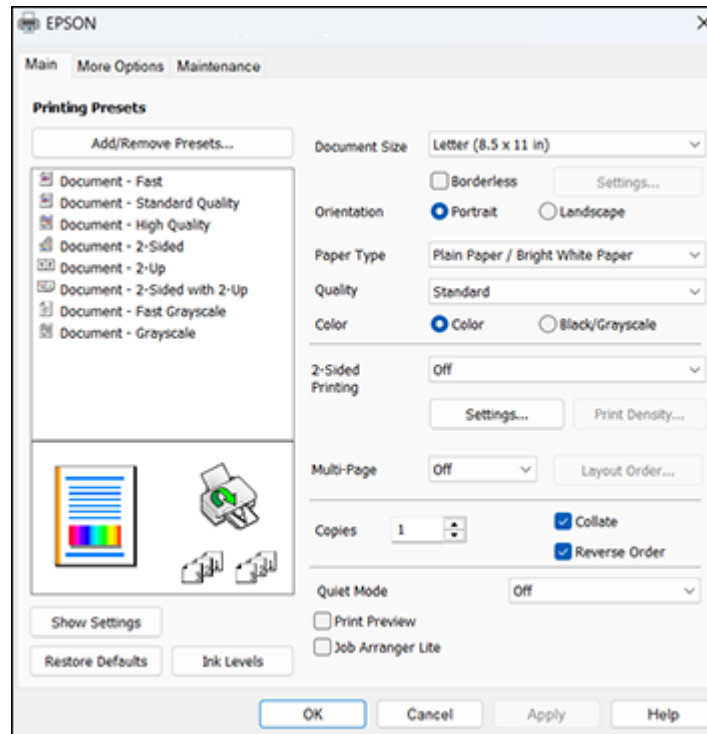 EPSON
Main More Options Maintenance
Printing Presets
Add/Remove Presets...
Document - Fast
Document - Standard Quality
Document - High Quality
Document - 2-Sided
Document - 2-Up
Document - 2-Sided with 2-Up
Document - Fast Grayscale
Document - Grayscale
Show Settings
Restore Defaults Ink Levels
Document Size Letter (8.5 x 11 in)
Borderless Settings...
Orientation Portrait Landscape
Paper Type Plain Paper / Bright White Paper
Quality Standard
Color Color Black/Grayscale
2-Sided Off
Printing
Settings... Print Density...
Multi-Page Off Layout Order...
Copies 1 Collate
Reverse Order
Quiet Mode Off
Print Preview
Job Arranger Lite
OK Cancel Apply Help